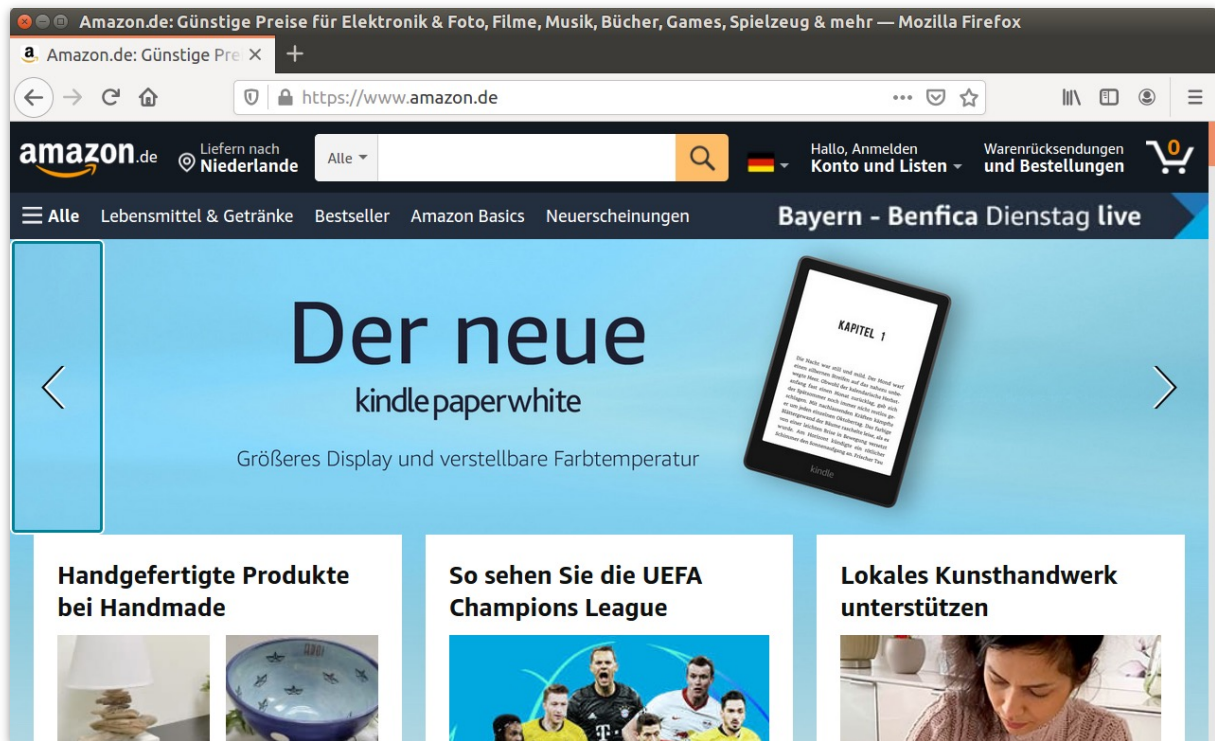 Amazon.de: Günstige Preise für Elektronik & Foto, Filme, Musik, Bücher, Games, Spielzeug & mehr — Mozilla Firefox
a Amazon.de: Günstige Pre
https://www.amazon.de
amazon.de
Liefern nach
Niederlande
Alle
Hallo, Anmelden
Konto und Listen
Warenrücksendungen
und Bestellungen
0
Alle Lebensmittel & Getränke Bestseller Amazon Basics Neuerscheinungen
Bayern - Benfica Dienstag live
Der neue
kindle paperwhite
Größeres Display und verstellbare Farbtemperatur
KAPITEL 1
kindle
Handgefertigte Produkte
bei Handmade
So sehen Sie die UEFA
Champions League
Lokales Kunsthandwerk
unterstützen